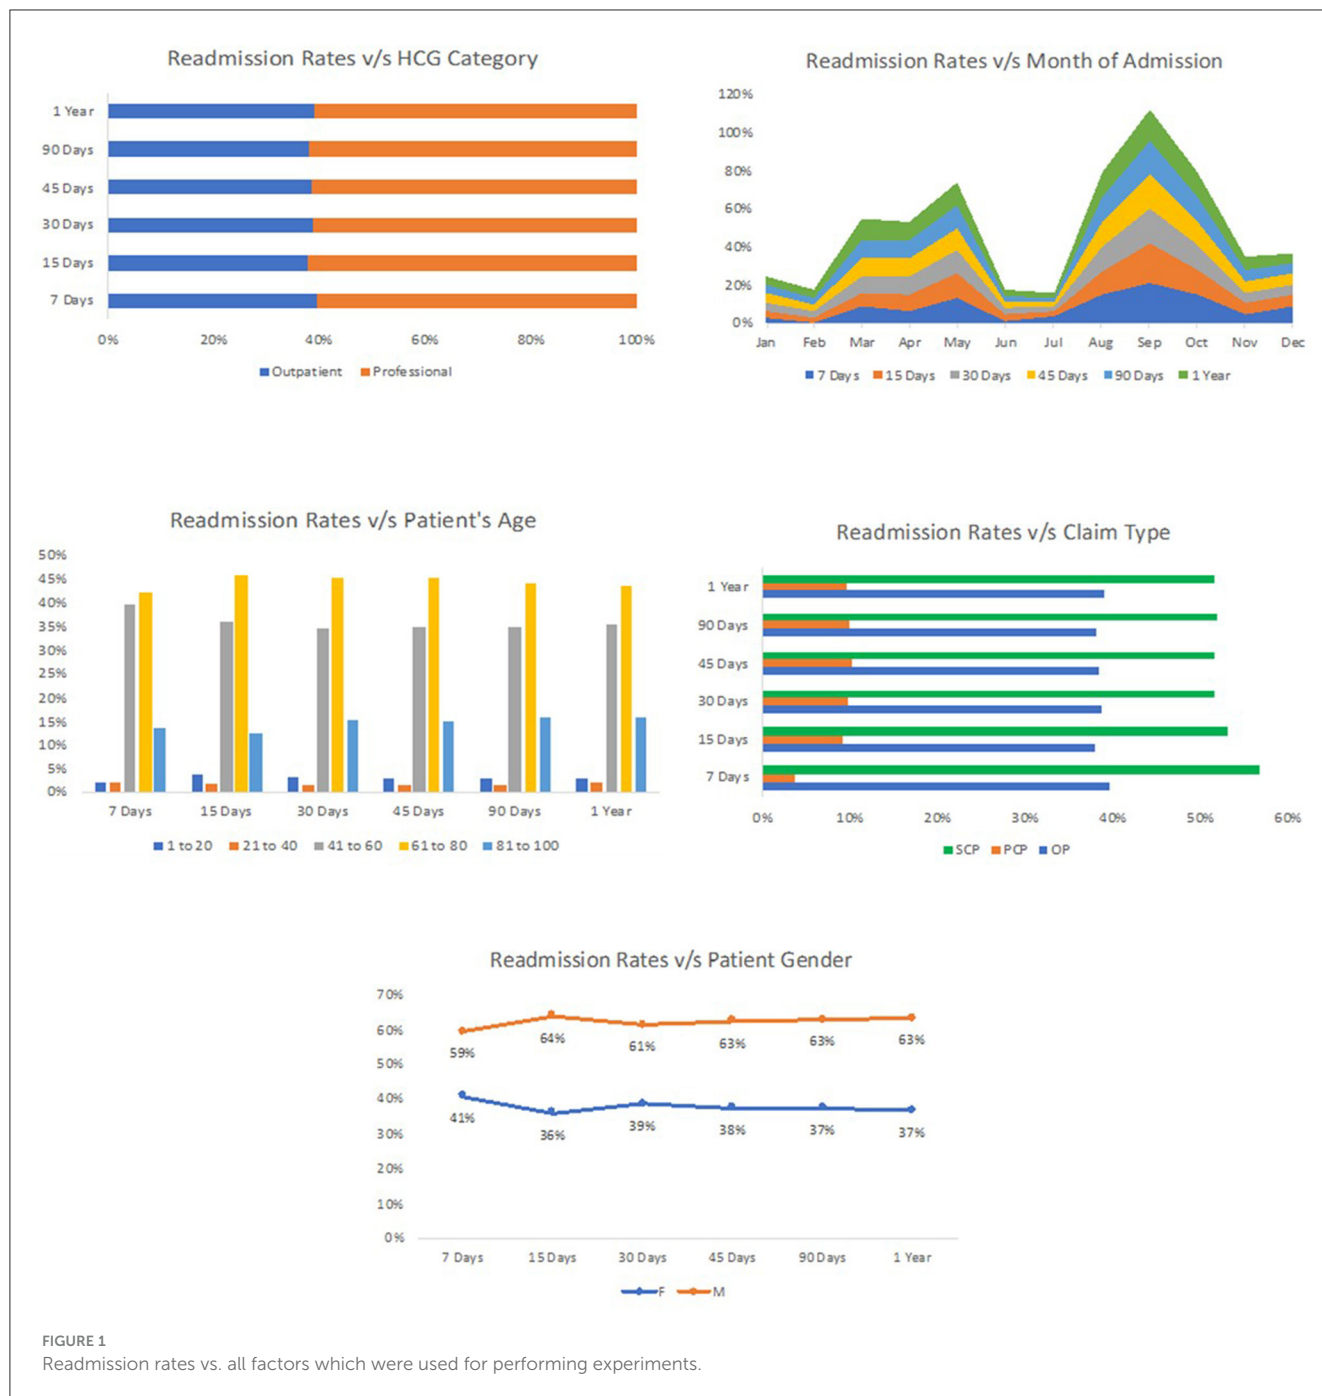 Readmission Rates v/s HCG Category
1 Year
90 Days
45 Days
30 Days
15 Days
7 Days
0% 20% 40% 60% 80% 100%
Outpatient Professional
Readmission Rates v/s Month of Admission
120%
100%
80%
60%
40%
20%
0%
Jan Feb Mar Apr May Jun Jul Aug Sep Oct Nov Dec
7 Days 15 Days 30 Days 45 Days 90 Days 1 Year
Readmission Rates v/s Patient's Age
50%
45%
40%
35%
30%
25%
20%
15%
10%
5%
0%
7 Days 15 Days 30 Days 45 Days 90 Days 1 Year
1 to 20 21 to 40 41 to 60 61 to 80 81 to 100
Readmission Rates v/s Claim Type
1 Year
90 Days
45 Days
30 Days
15 Days
7 Days
0% 10% 20% 30% 40% 50% 60%
SCP PCP OP
Readmission Rates v/s Patient Gender
70%
60%
50%
40%
30%
20%
10%
0%
59% 64% 61% 63% 63% 63%
41% 36% 39% 38% 37% 37%
7 Days 15 Days 30 Days 45 Days 90 Days 1 Year
F M
FIGURE 1
Readmission rates vs. all factors which were used for performing experiments.